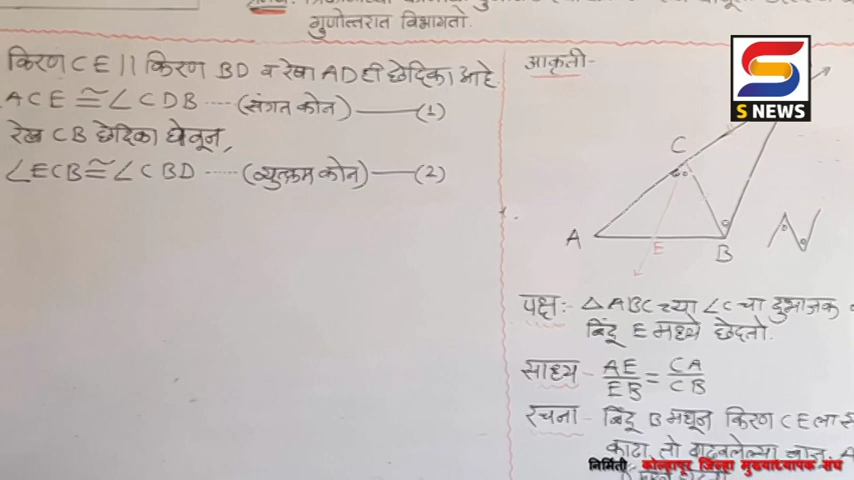 गुणोत्तरात विभागतो.
किरण CE || किरण BD व रेषा AD ही छेदिका आहे.
ACE ≅ ∠CDB ..... (संगत कोन) —— (1)
रेख CB छेदिका घेवून,
∠ECB ≅ ∠CBD ..... (व्युत्क्रम कोन) —— (2)
आकृती-
S NEWS
C
A
E
B
पक्ष:- △ABC च्या ∠C चा दुभाजक
बिंदू E मध्ये छेदतो.
साध्य- AE/EB = CA/CB
रचना - बिंदू B मधून किरण CE ला
काढा, तो वाढवलेल्या बाजू A
निर्मिती:- कोल्हापूर जिल्हा मुख्याध्यापक संघ